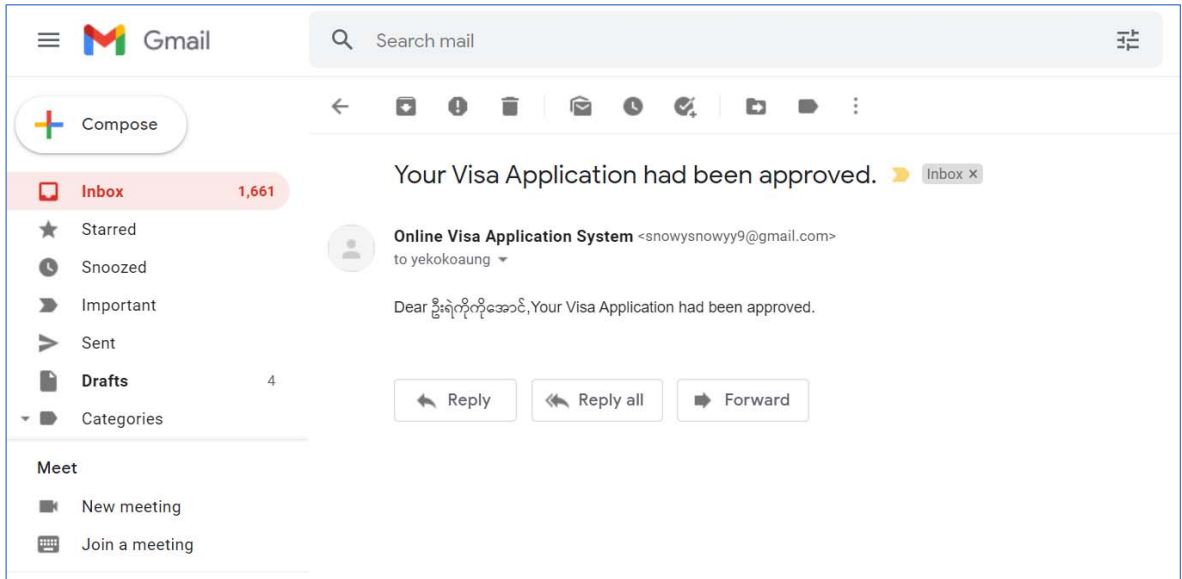 Gmail
Search mail
Compose
Your Visa Application had been approved. Inbox ×
Inbox 1,661
Online Visa Application System <snowysnowyy9@gmail.com>
Starred
to yekokoaung
Snoozed
Important
Dear ဦးရဲကိုကိုအောင်,Your Visa Application had been approved.
Sent
Drafts 4
Reply
Reply all
Forward
Categories
Meet
New meeting
Join a meeting